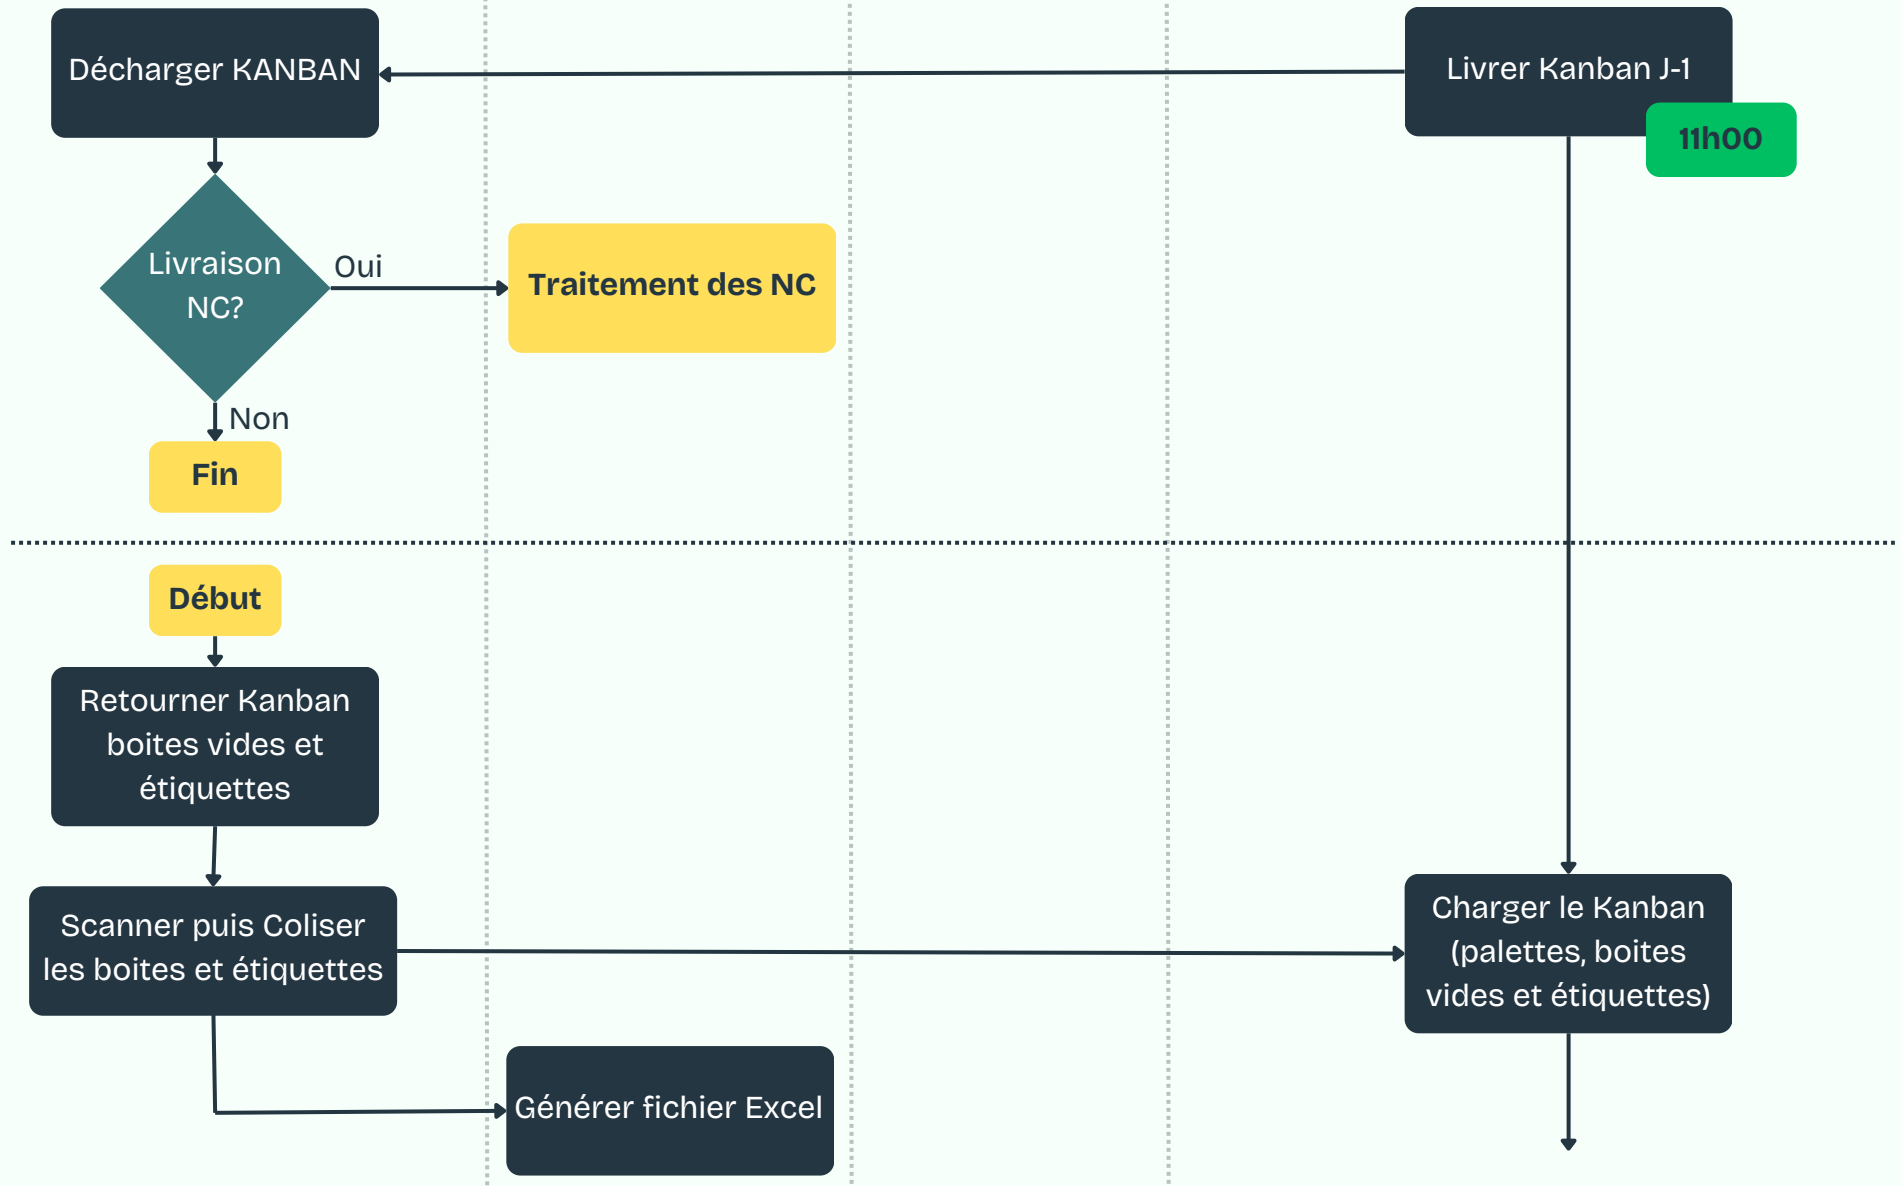 Décharger KANBAN
Livrer Kanban J-1
11h00
Livraison
NC?
Oui
Traitement des NC
Non
Fin
Début
Retourner Kanban
boites vides et
étiquettes
Scanner puis Coliser
les boites et étiquettes
Charger le Kanban
(palettes, boites
vides et étiquettes)
Générer fichier Excel